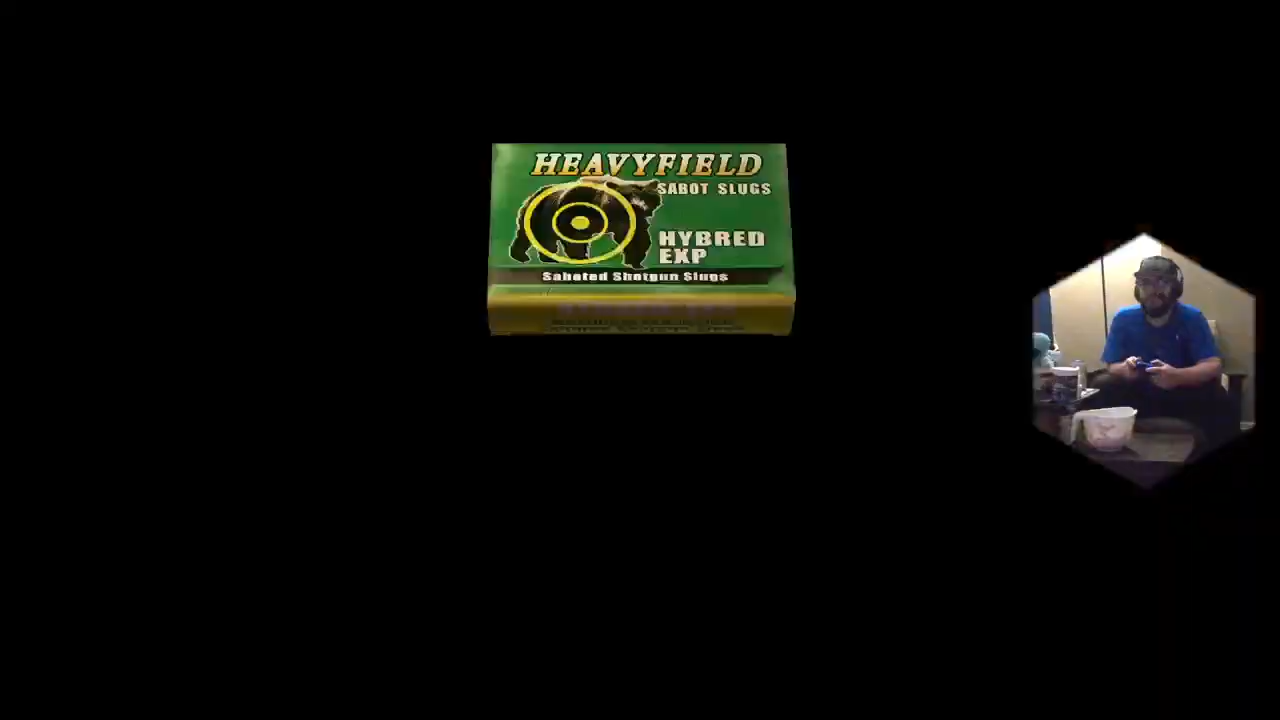 HEAVYFIELD
SABOT SLUGS
HYBRED
EXP
Saboted Shotgun Slugs